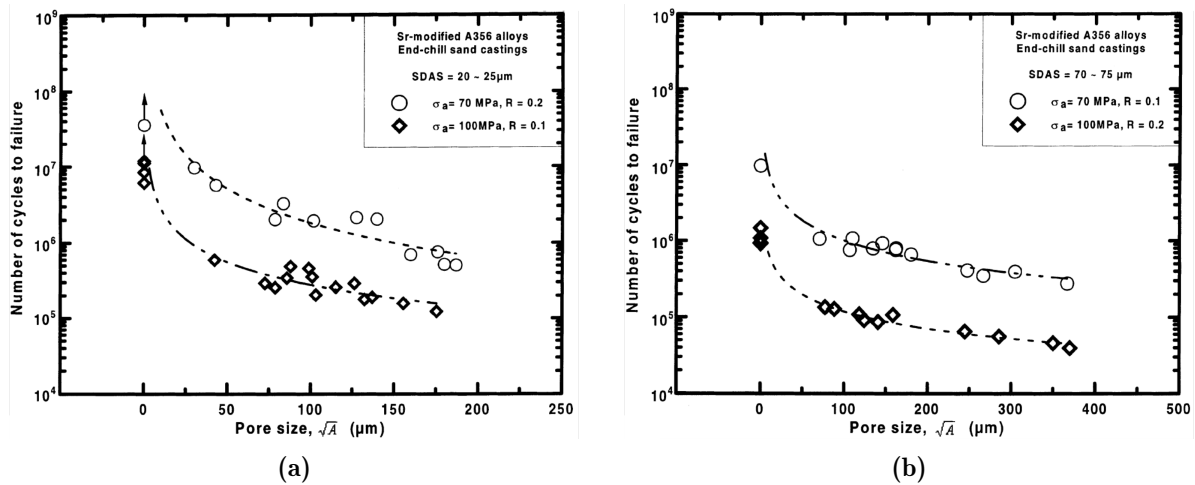 10⁹
10⁸
10⁷
10⁶
10⁵
10⁴
Number of cycles to failure
Sr-modified A356 alloys
End-chill sand castings
SDAS = 20 ~ 25μm
σa= 70 MPa, R = 0.2
σa= 100MPa, R = 0.1
0 50 100 150 200 250
Pore size, √A (μm)
(a)
10⁹
10⁸
10⁷
10⁶
10⁵
10⁴
Number of cycles to failure
Sr-modified A356 alloys
End-chill sand castings
SDAS = 70 ~ 75 μm
σa= 70 MPa, R = 0.1
σa= 100MPa, R = 0.2
0 100 200 300 400 500
Pore size, √A (μm)
(b)